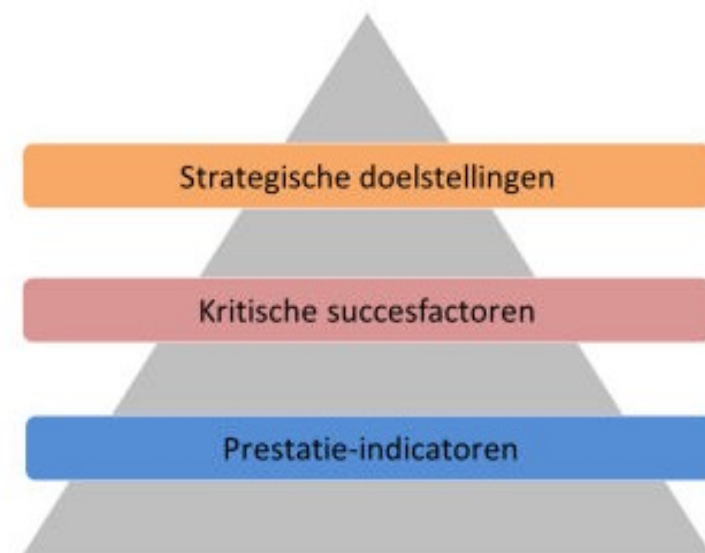 Strategische doelstellingen
Kritische succesfactoren
Prestatie-indicatoren